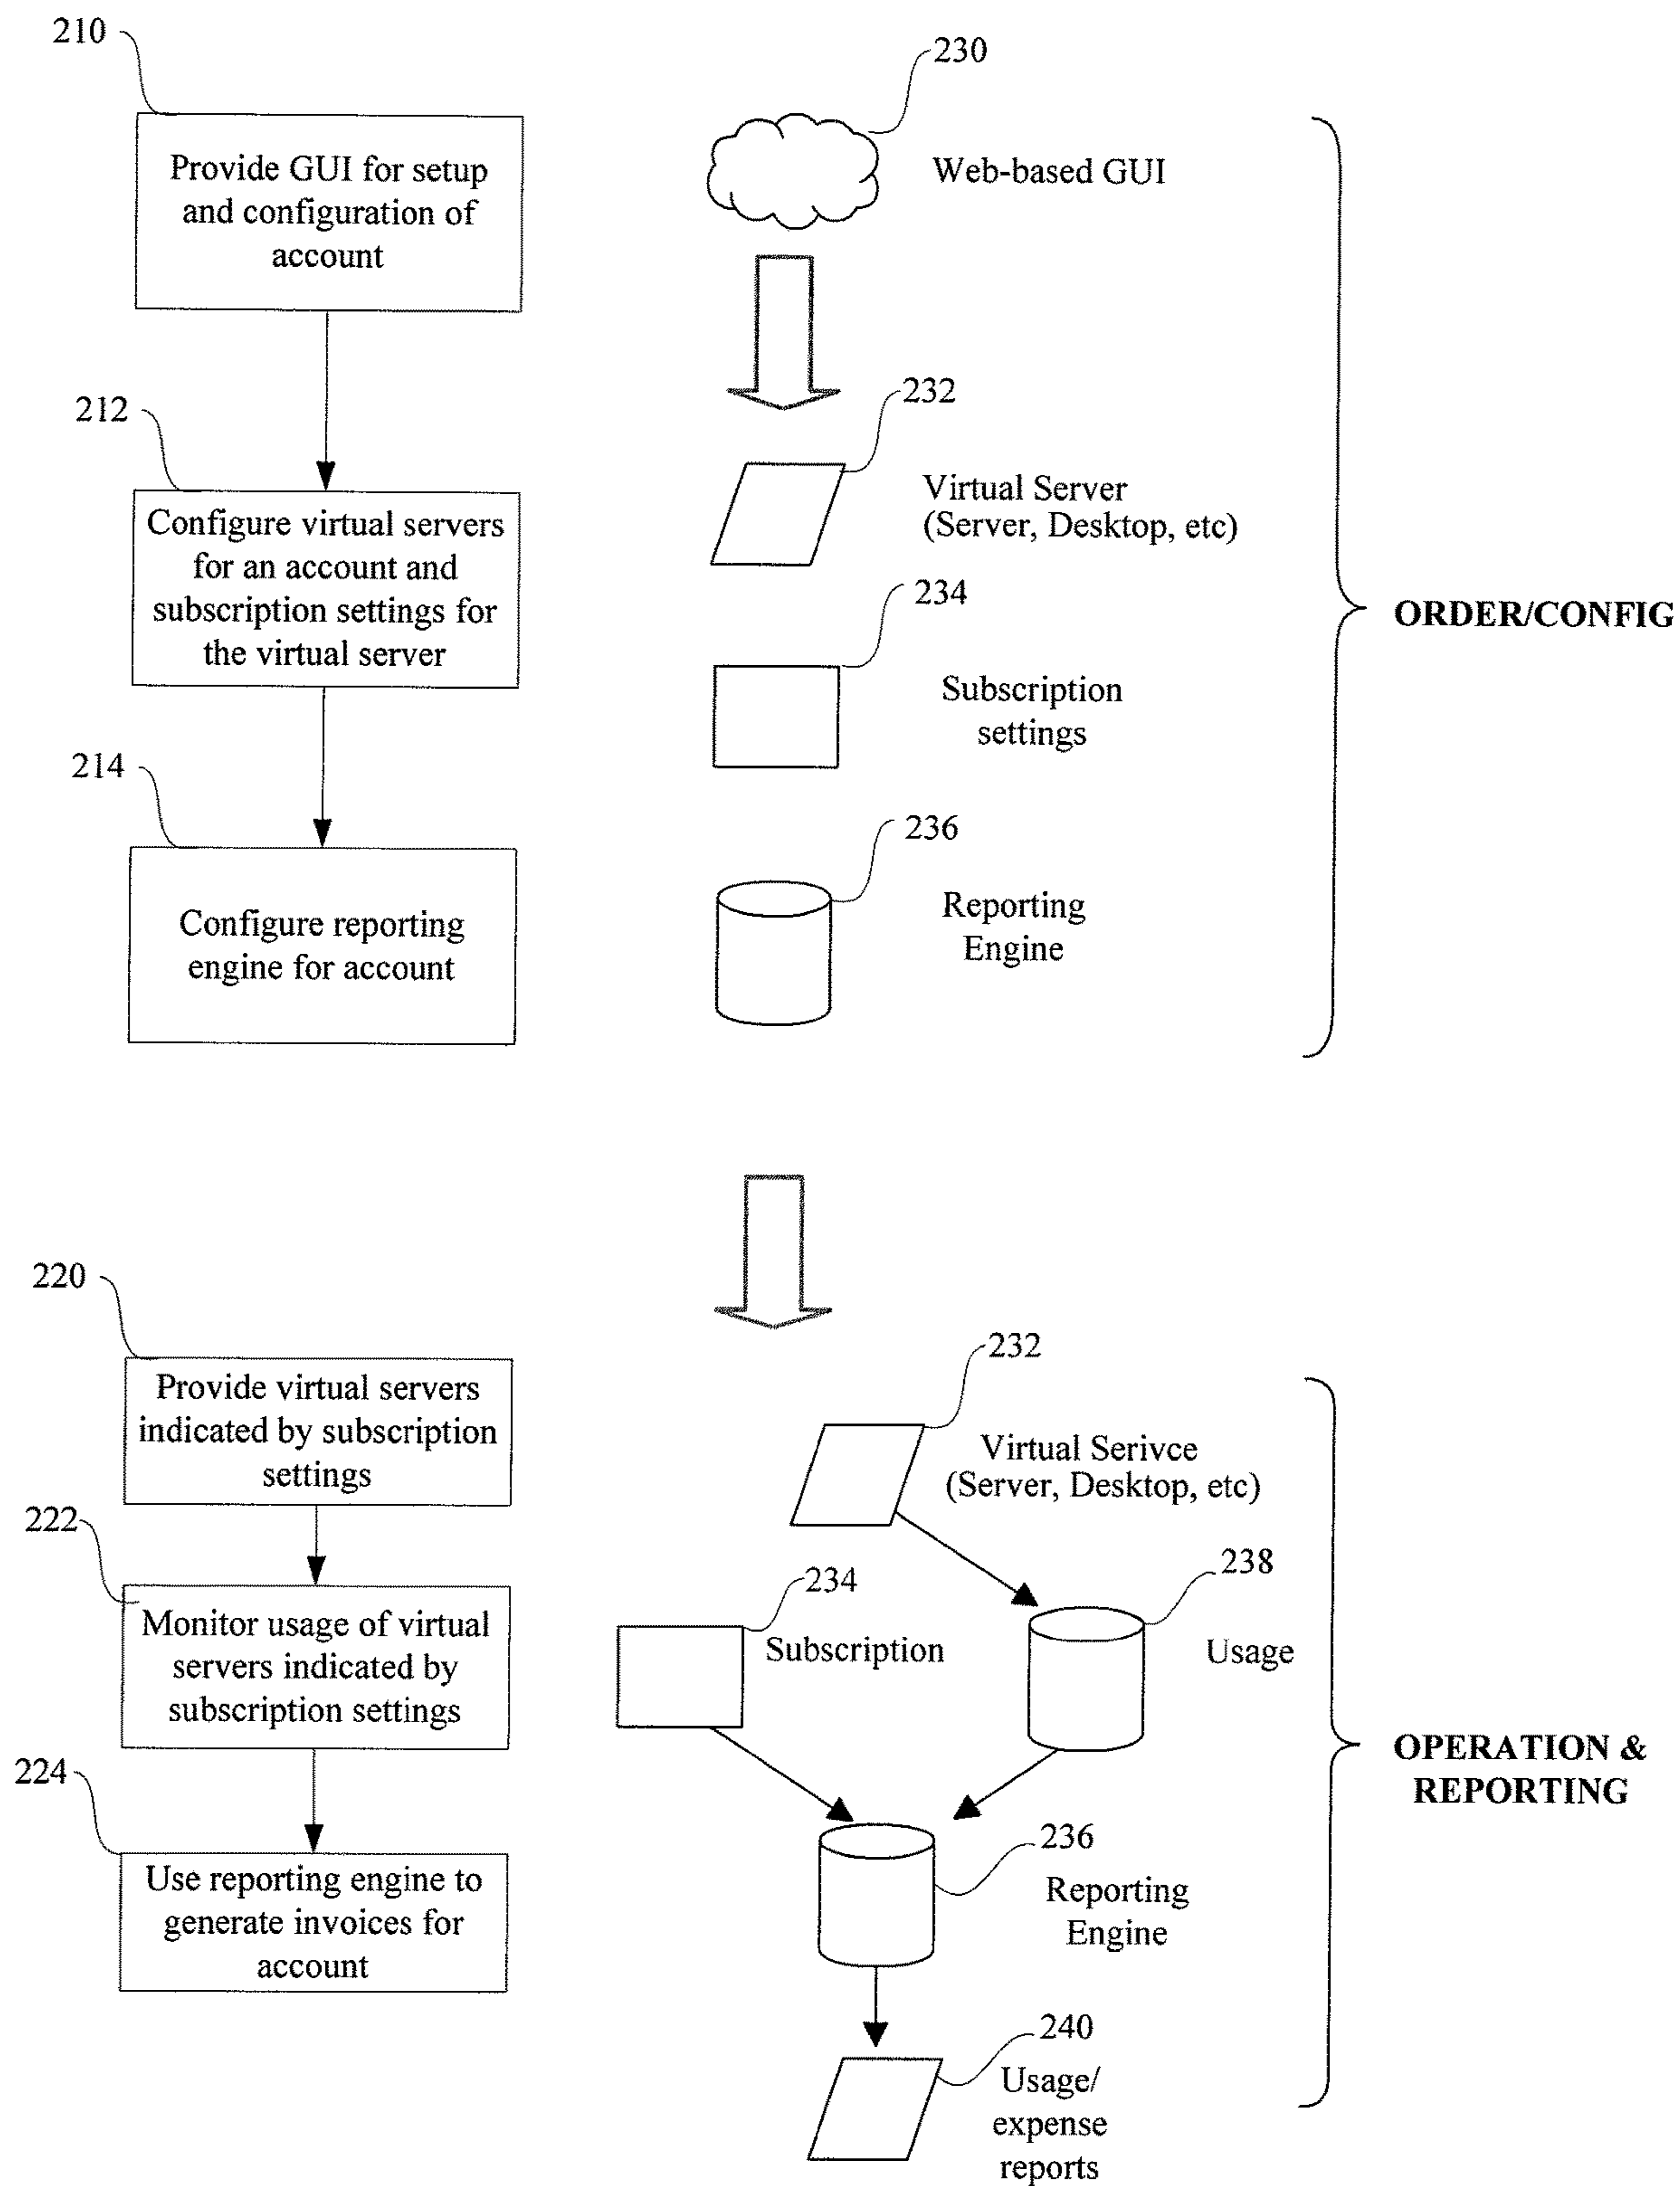 210
Provide GUI for setup
and configuration of
account
230
Web-based GUI
212
Configure virtual servers
for an account and
subscription settings for
the virtual server
232
Virtual Server
(Server, Desktop, etc)
234
Subscription
settings
214
Configure reporting
engine for account
236
Reporting
Engine
ORDER/CONFIG
220
Provide virtual servers
indicated by subscription
settings
232
Virtual Serivce
(Server, Desktop, etc)
222
Monitor usage of virtual
servers indicated by
subscription settings
234
Subscription
238
Usage
224
Use reporting engine to
generate invoices for
account
236
Reporting
Engine
240
Usage/
expense
reports
OPERATION &
REPORTING